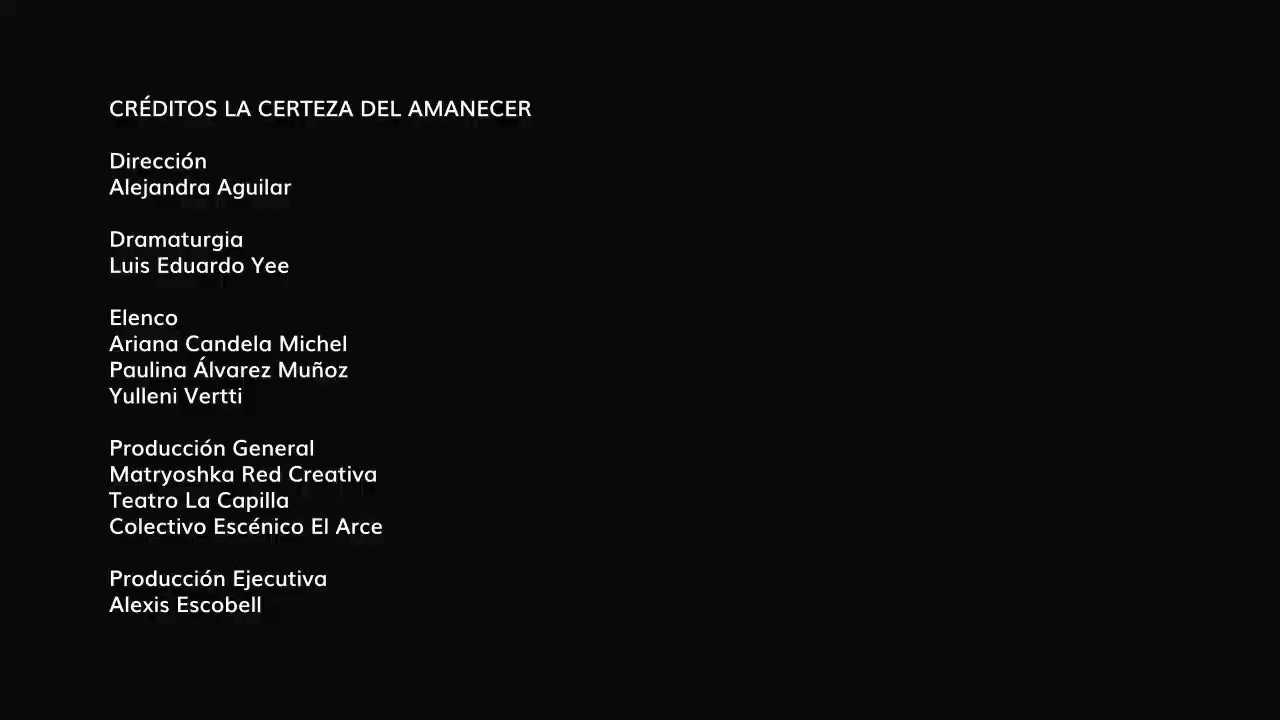 CRÉDITOS LA CERTEZA DEL AMANECER
Dirección
Alejandra Aguilar
Dramaturgia
Luis Eduardo Yee
Elenco
Ariana Candela Michel
Paulina Álvarez Muñoz
Yulleni Vertti
Producción General
Matryoshka Red Creativa
Teatro La Capilla
Colectivo Escénico El Arce
Producción Ejecutiva
Alexis Escobell